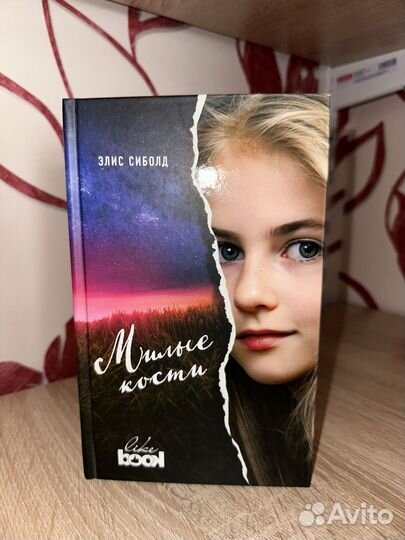 ЭЛИС СИБОЛД
Милые
кости
like
book
Avito